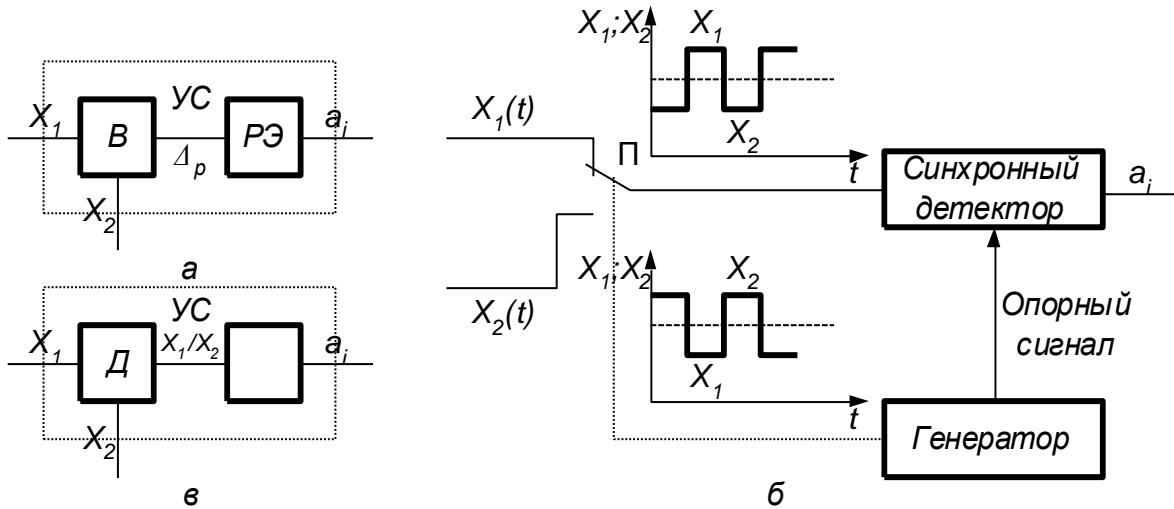 X₁
В
УС
Δр
РЭ
aᵢ
X₂
а
X₁
Д
УС
X₁/X₂
aᵢ
X₂
в
X₁(t)
X₂(t)
П
X₁;X₂
X₁
X₂
t
X₁;X₂
X₂
X₁
t
Синхронный
детектор
aᵢ
Опорный
сигнал
Генератор
б